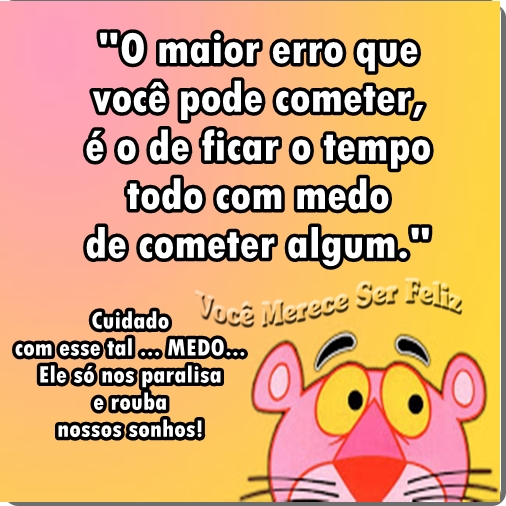 "O maior erro que
você pode cometer,
é o de ficar o tempo
todo com medo
de cometer algum."
Você Merece Ser Feliz
Cuidado
com esse tal ... MEDO...
Ele só nos paralisa
e rouba
nossos sonhos!